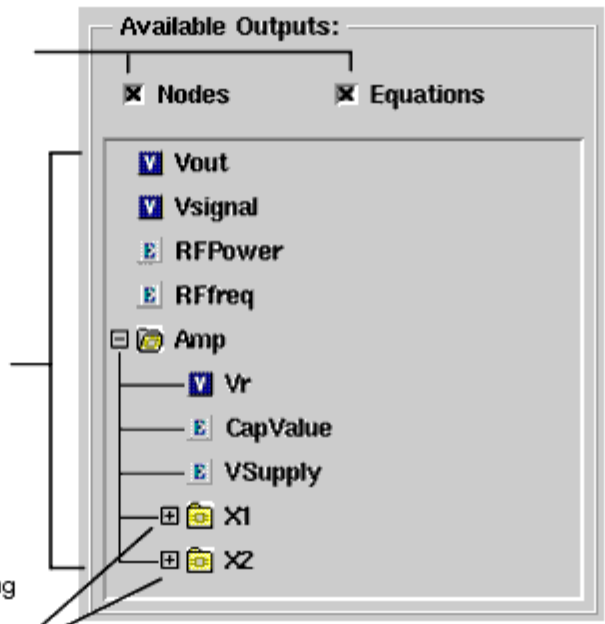 Available Outputs:
Nodes Equations
V Vout
V Vsignal
E RFPower
E RFfreq
Amp
V Vr
E CapValue
E VSupply
X1
X2